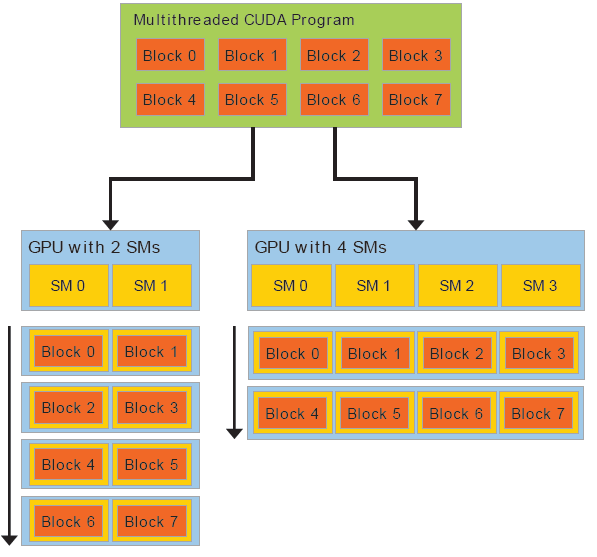 Multithreaded CUDA Program
Block 0 Block 1 Block 2 Block 3
Block 4 Block 5 Block 6 Block 7
GPU with 2 SMs
SM 0 SM 1
Block 0 Block 1
Block 2 Block 3
Block 4 Block 5
Block 6 Block 7
GPU with 4 SMs
SM 0 SM 1 SM 2 SM 3
Block 0 Block 1 Block 2 Block 3
Block 4 Block 5 Block 6 Block 7